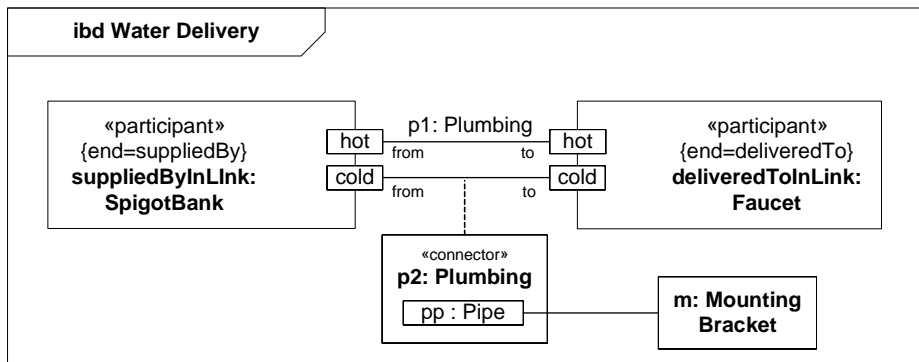 ibd Water Delivery
«participant»
{end=suppliedBy}
suppliedByInLInk:
SpigotBank
hot
cold
p1: Plumbing
from
to
from
to
hot
cold
«participant»
{end=deliveredTo}
deliveredToInLink:
Faucet
«connector»
p2: Plumbing
pp : Pipe
m: Mounting
Bracket